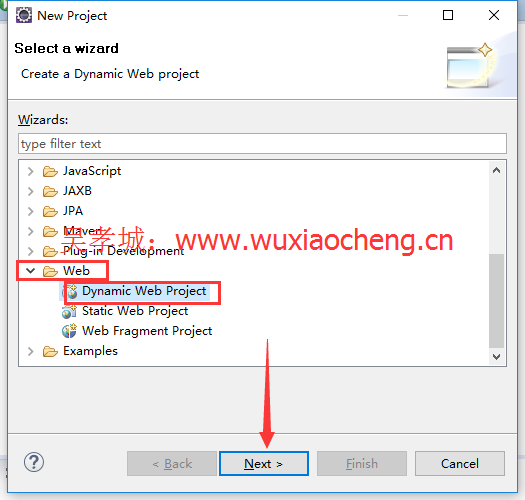 New Project
Select a wizard
Create a Dynamic Web project
Wizards:
type filter text
JavaScript
JAXB
JPA
Maven
吴孝城：www.wuxiaocheng.cn
Plug-in Development
Web
Dynamic Web Project
Static Web Project
Web Fragment Project
Examples
? < Back Next > Finish Cancel